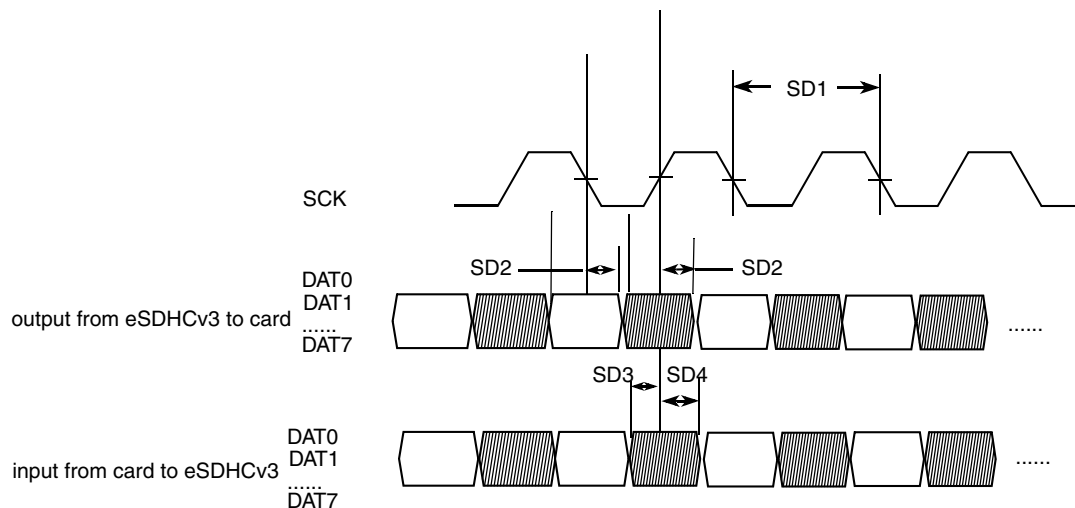 SD1
SCK
SD2
SD2
DAT0
DAT1
output from eSDHCv3 to card
......
DAT7
......
SD3
SD4
DAT0
DAT1
input from card to eSDHCv3
......
DAT7
......